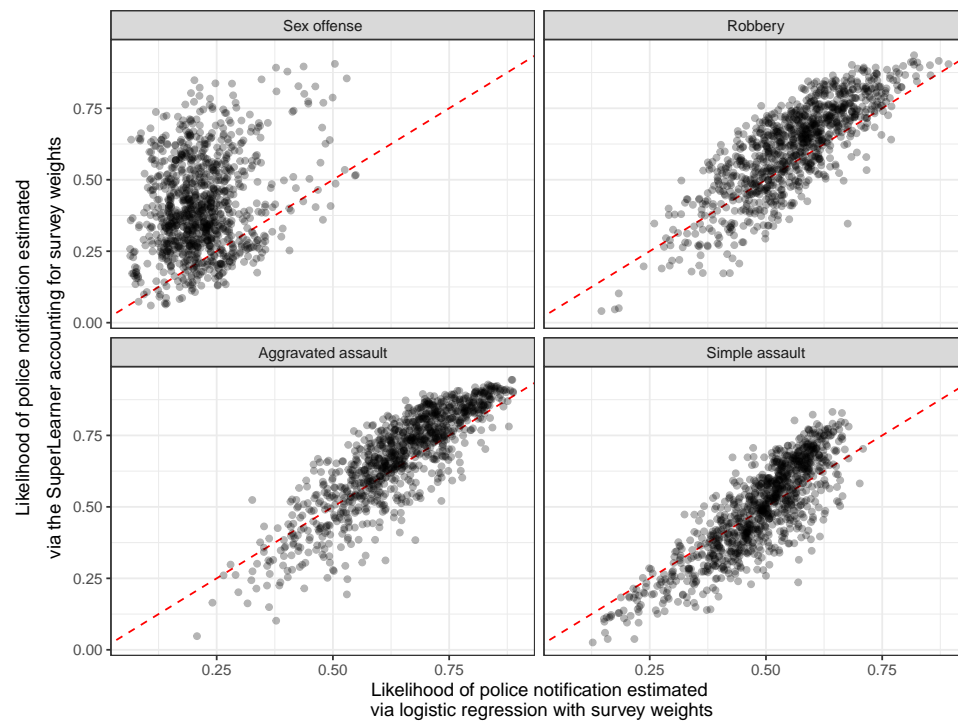 Sex offense
Robbery
0.75
0.50
0.25
0.00
Aggravated assault
Simple assault
0.75
0.50
0.25
0.00
0.25
0.50
0.75
0.25
0.50
0.75
Likelihood of police notification estimated
via the SuperLearner accounting for survey weights
Likelihood of police notification estimated
via logistic regression with survey weights